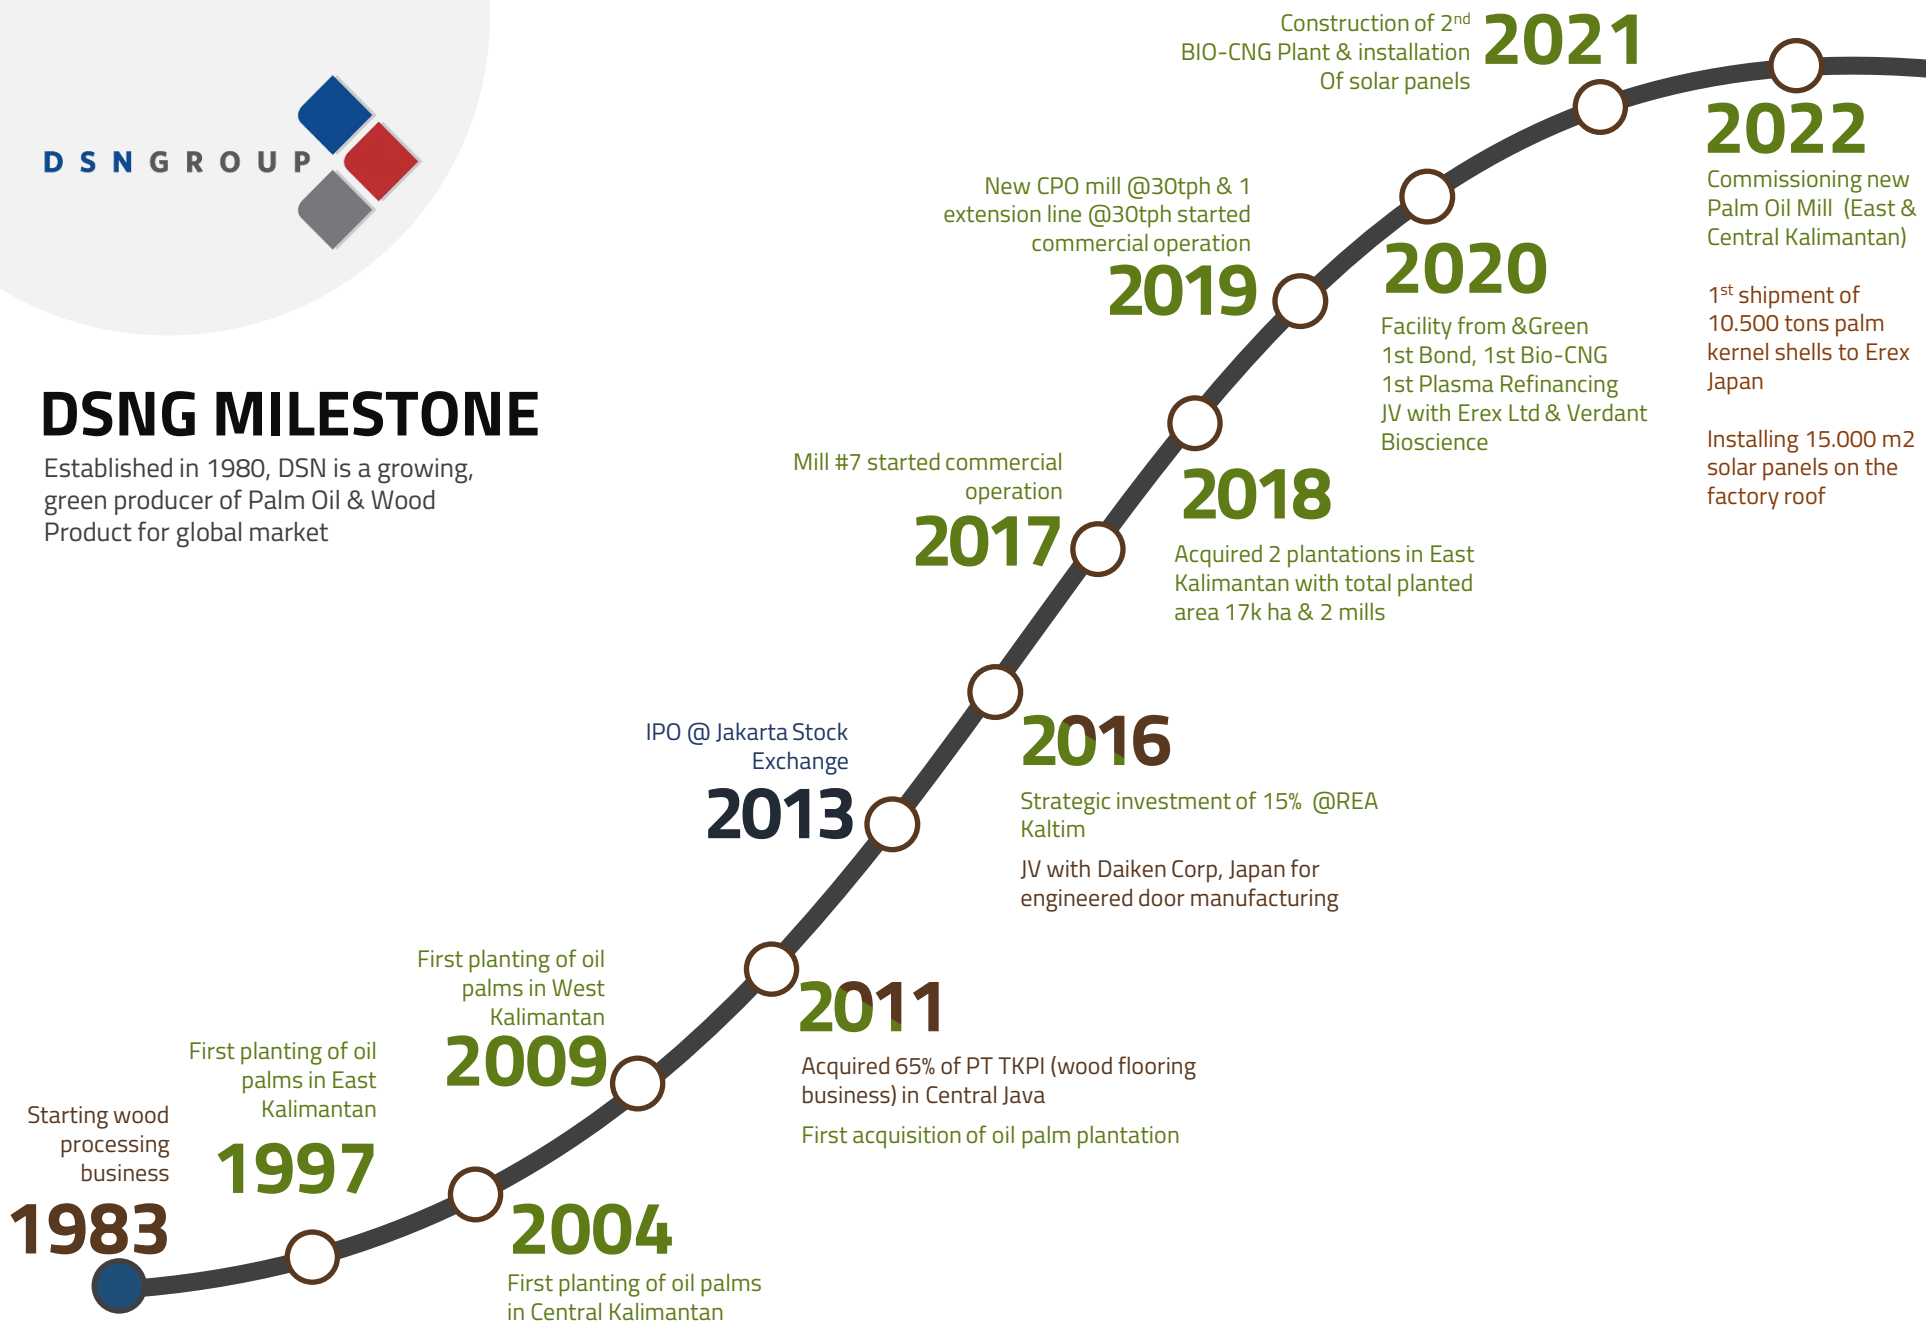 DSNGROUP
DSNG MILESTONE
Established in 1980, DSN is a growing,
green producer of Palm Oil & Wood
Product for global market
Starting wood
processing
business
1983
First planting of oil
palms in East
Kalimantan
1997
2004
First planting of oil palms
in Central Kalimantan
First planting of oil
palms in West
Kalimantan
2009
2011
Acquired 65% of PT TKPI (wood flooring
business) in Central Java
First acquisition of oil palm plantation
IPO @ Jakarta Stock
Exchange
2013
2016
Strategic investment of 15% @REA
Kaltim
JV with Daiken Corp, Japan for
engineered door manufacturing
Mill #7 started commercial
operation
2017
2018
Acquired 2 plantations in East
Kalimantan with total planted
area 17k ha & 2 mills
New CPO mill @30tph & 1
extension line @30tph started
commercial operation
2019
2020
Facility from &Green
1st Bond, 1st Bio-CNG
1st Plasma Refinancing
JV with Erex Ltd & Verdant
Bioscience
Construction of 2nd
BIO-CNG Plant & installation
Of solar panels
2021
2022
Commissioning new
Palm Oil Mill (East &
Central Kalimantan)
1st shipment of
10.500 tons palm
kernel shells to Erex
Japan
Installing 15.000 m2
solar panels on the
factory roof